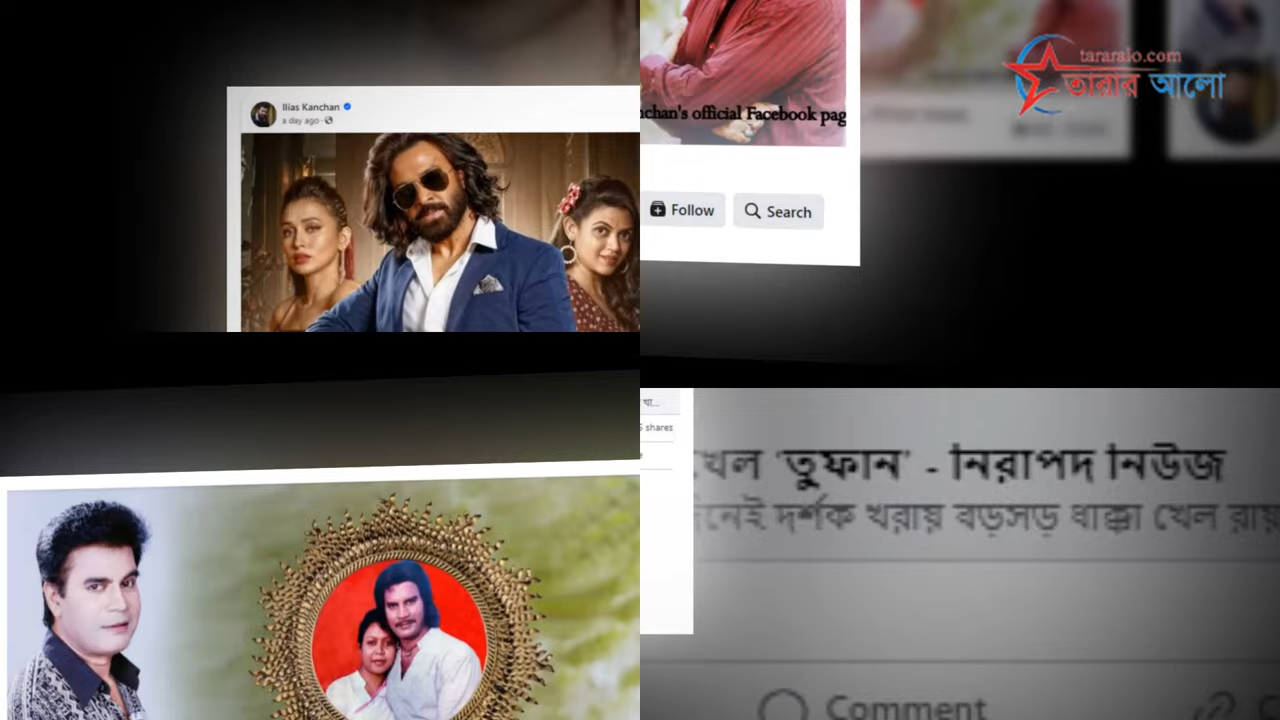 Ilias Kanchan
a day ago
nchan's official Facebook pag
Follow
Search
tararalo.com
তারার আলো
shares
খেল 'তুফান' - নিরাপদ নিউজ
দর্শক খরায় বড়সড় ধাক্কা খেল
Comment